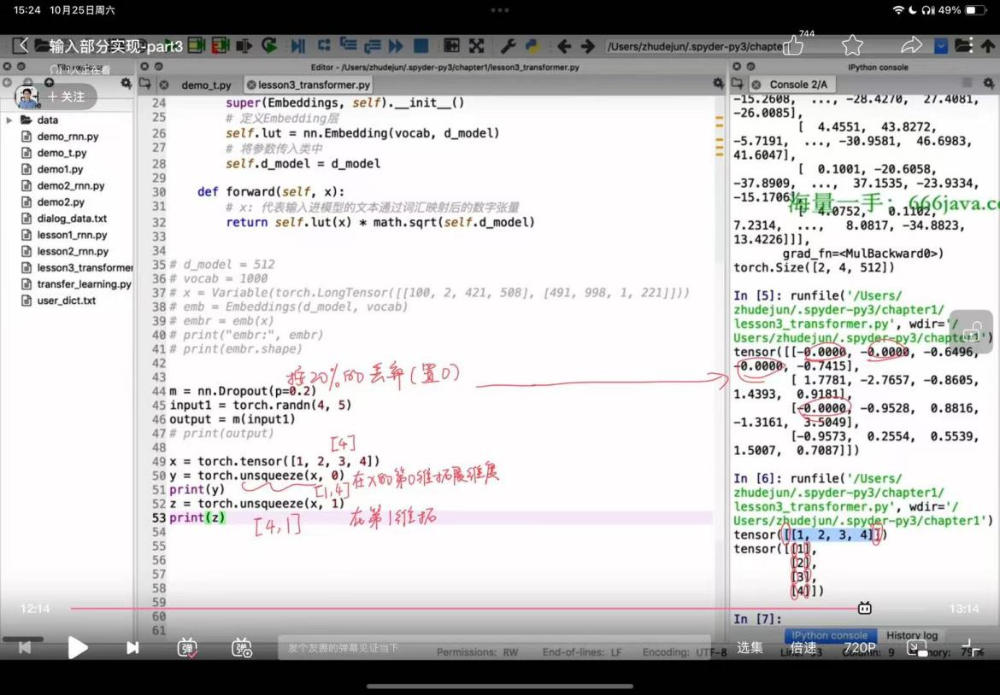 15:24 10月25日周六
49%
输入部分实现-part3
/Users/zhudejun/.spyder-py3/chapte
744
Editor - /Users/zhudejun/.spyder-py3/chapter1/lesson3_transformer.py
IPython console
人正在看
+ 关注
demo_t.py
lesson3_transformer.py
Console 2/A
data
demo_rnn.py
demo_t.py
demo1.py
demo2_rnn.py
demo2.py
dialog_data.txt
lesson1_rnn.py
lesson2_rnn.py
lesson3_transformer
transfer_learning.py
user_dict.txt
24 super(Embeddings, self).__init__()
25 # 定义Embedding层
26 self.lut = nn.Embedding(vocab, d_model)
27 # 将参数传入类中
28 self.d_model = d_model
29
30 def forward(self, x):
31 # x: 代表输入进模型的文本通过词汇映射后的数字张量
32 return self.lut(x) * math.sqrt(self.d_model)
33
34
35 # d_model = 512
36 # vocab = 1000
37 # x = Variable(torch.LongTensor([[100, 2, 421, 508], [491, 998, 1, 221]]))
38 # emb = Embeddings(d_model, vocab)
39 # embr = emb(x)
40 # print("embr:", embr)
41 # print(embr.shape)
42
43
按20%的丢弃(置0)
44 m = nn.Dropout(p=0.2)
45 input1 = torch.randn(4, 5)
46 output = m(input1)
47 # print(output)
48
[4]
49 x = torch.tensor([1, 2, 3, 4])
50 y = torch.unsqueeze(x, 0)
在x的第0维拓展维度
51 print(y)
[1,4]
52 z = torch.unsqueeze(x, 1)
53 print(z)
[4,1]
在第1维拓
54
55
56
57
58
59
60
61
-15.2608, ..., -28.4270, 27.4081,
-26.0085],
[ 4.4551, 43.8272,
-5.7191, ..., -30.9581, 46.6983,
41.6047],
[ 0.1001, -20.6058,
-37.8909, ..., 37.1535, -23.9334,
-15.1706],
海量一手：666java.co
[ 4.0752, 0.1102,
7.2314, ..., 8.0817, -34.8823,
13.4226]]],
grad_fn=<MulBackward0>)
torch.Size([2, 4, 512])
In [5]: runfile('/Users/
zhudejun/.spyder-py3/chapter1/
lesson3_transformer.py', wdir='/
Users/zhudejun/.spyder-py3/chapter1')
tensor([[-0.0000, -0.0000, -0.6496,
-0.0000, -0.7415],
[ 1.7781, -2.7657, -0.8605,
1.4393, 0.9181],
[-0.0000, -0.9528, 0.8816,
-1.3161, 3.5049],
[-0.9573, 0.2554, 0.5539,
1.5007, 0.7087]])
In [6]: runfile('/Users/
zhudejun/.spyder-py3/chapter1/
lesson3_transformer.py', wdir='/
Users/zhudejun/.spyder-py3/chapter1')
tensor([[1, 2, 3, 4]])
tensor([[1],
[2],
[3],
[4]])
In [7]:
12:14
13:14
IPython console
History log
弹
弹
发个友善的弹幕见证当下
选集
倍速
720P
Permissions: RW End-of-lines: LF Encoding: UTF-8